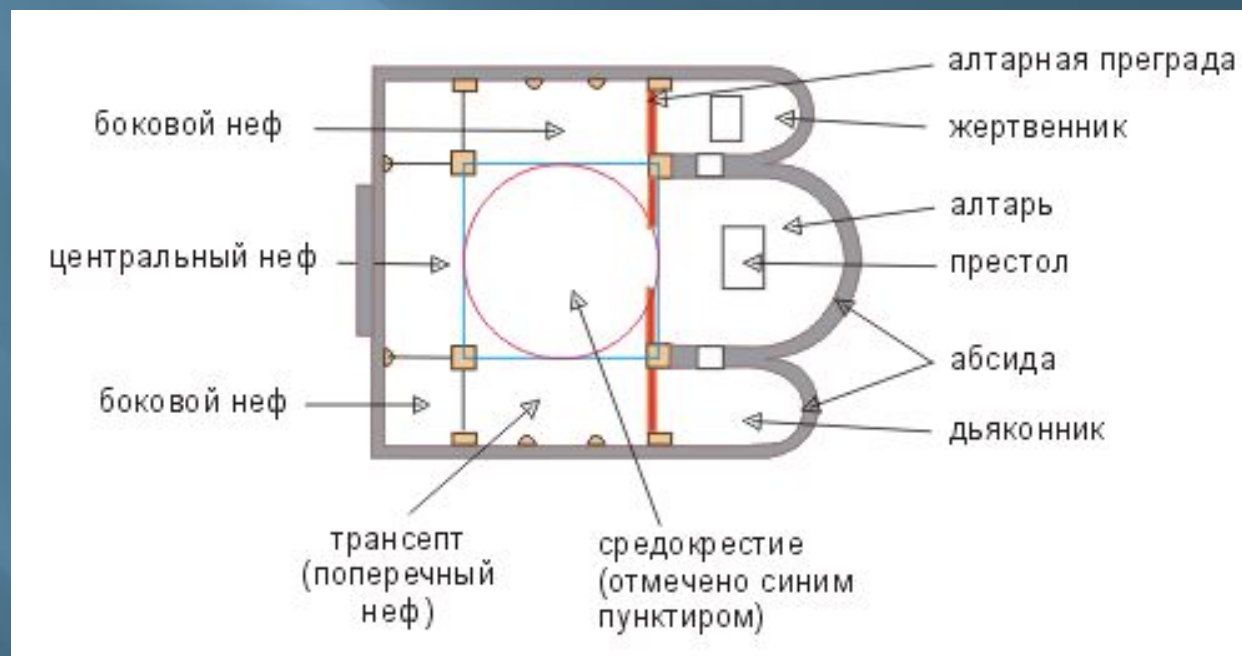 алтарная преграда
боковой неф
жертвенник
алтарь
центральный неф
престол
абсида
боковой неф
дьяконник
трансепт
(поперечный
неф)
средокрестие
(отмечено синим
пунктиром)